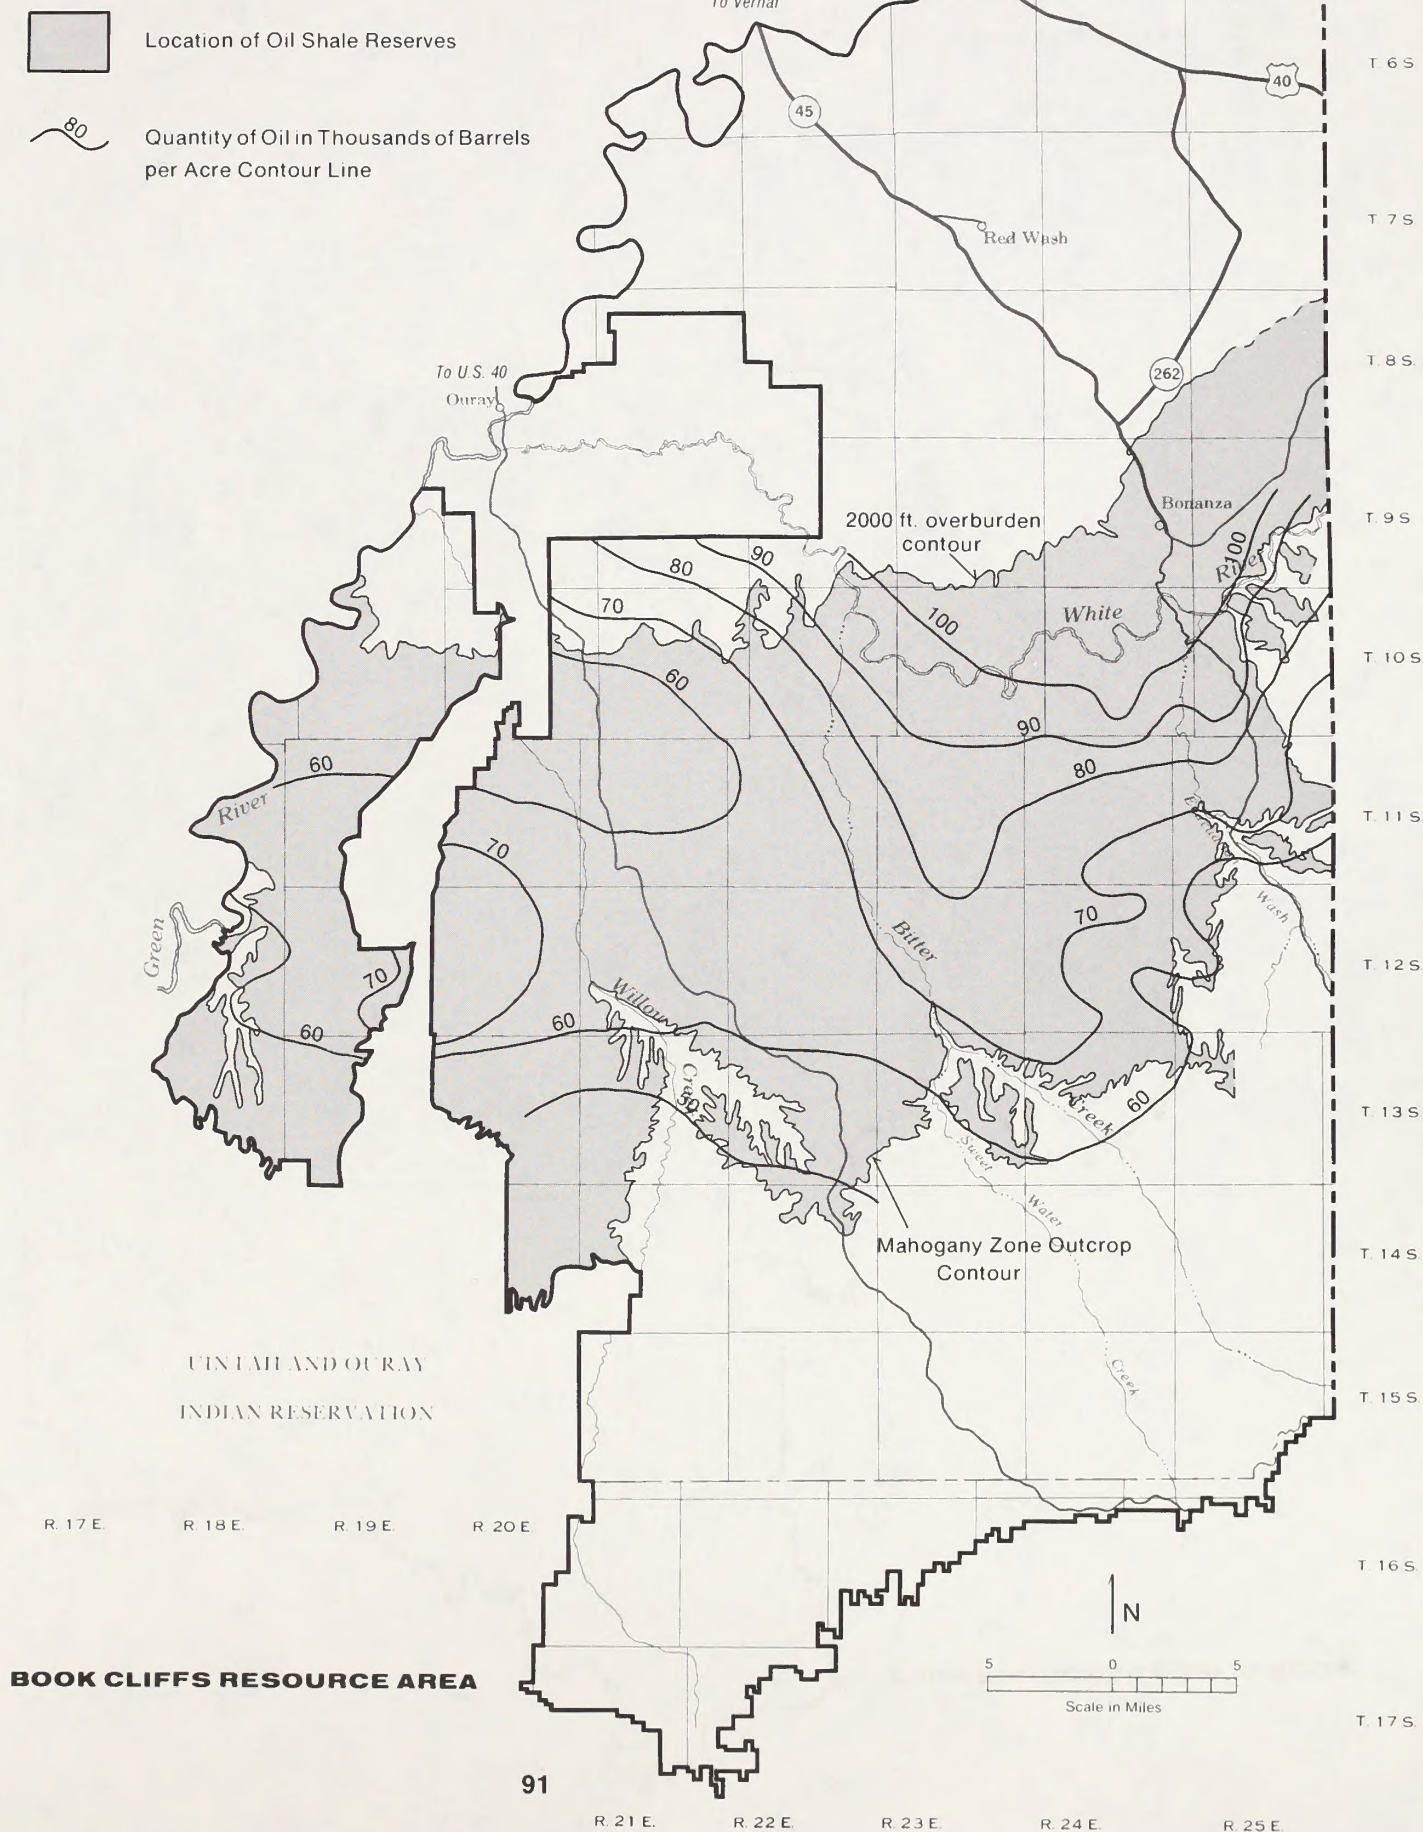 To Vernal
Location of Oil Shale Reserves
T. 6 S
40
45
80
Quantity of Oil in Thousands of Barrels
per Acre Contour Line
T. 7 S
Red Wash
T. 8 S.
To U.S. 40
Ouray
262
Bonanza
2000 ft. overburden
contour
T. 9 S
90
80
100
River
70
100
White
T. 10 S
60
90
60
80
River
T. 11 S.
70
Wash
70
Green
Bitter
T. 12 S.
70
Willow
60
60
Creek
50
Creek
60
T. 13 S.
Sweet
Water
Mahogany Zone Outcrop
Contour
T. 14 S.
UINTAH AND OURAY
Creek
T. 15 S.
INDIAN RESERVATION
R. 17 E.
R. 18 E.
R. 19 E.
R. 20 E.
T. 16 S.
N
BOOK CLIFFS RESOURCE AREA
5 0 5
Scale in Miles
T. 17 S.
91
R. 21 E.
R. 22 E.
R. 23 E.
R. 24 E.
R. 25 E.